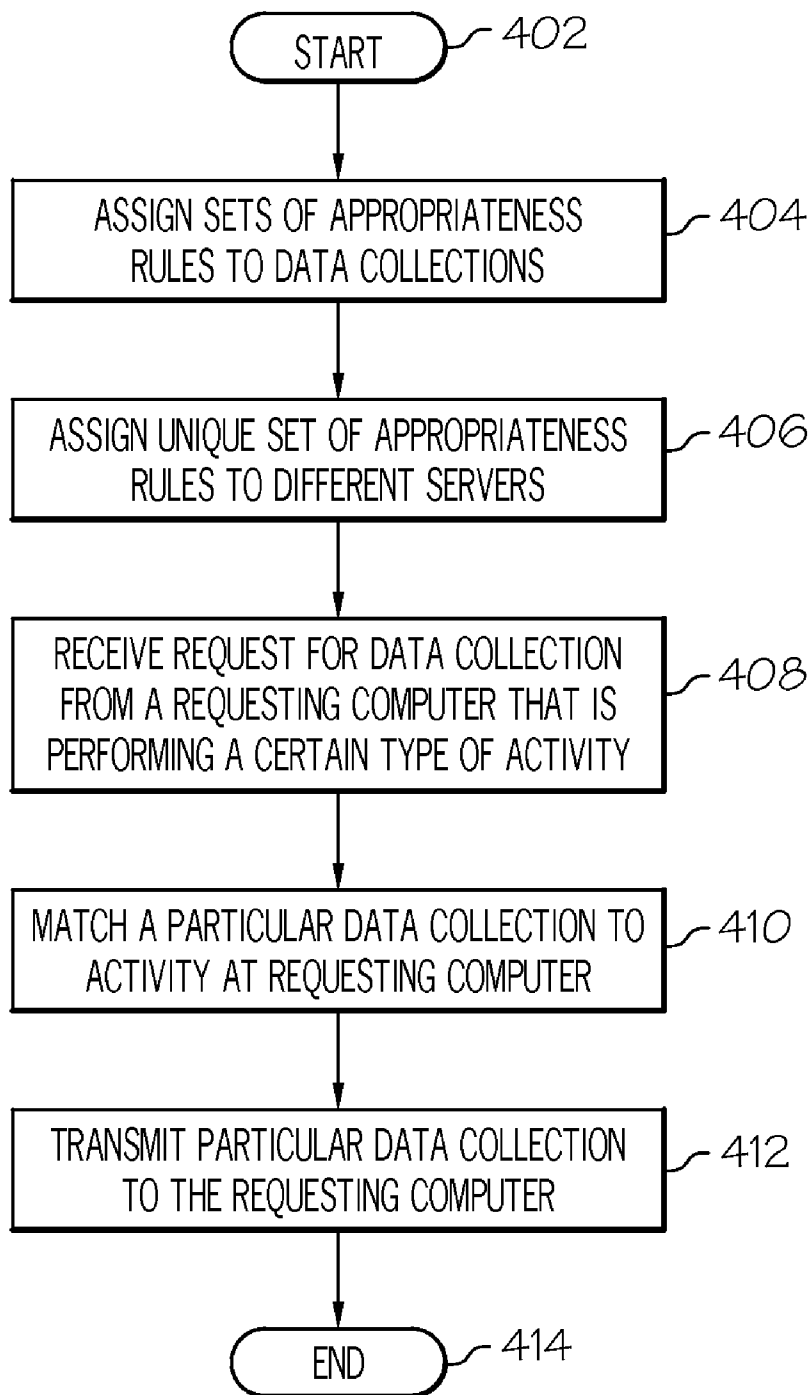 START
402
ASSIGN SETS OF APPROPRIATENESS
RULES TO DATA COLLECTIONS
404
ASSIGN UNIQUE SET OF APPROPRIATENESS
RULES TO DIFFERENT SERVERS
406
RECEIVE REQUEST FOR DATA COLLECTION
FROM A REQUESTING COMPUTER THAT IS
PERFORMING A CERTAIN TYPE OF ACTIVITY
408
MATCH A PARTICULAR DATA COLLECTION TO
ACTIVITY AT REQUESTING COMPUTER
410
TRANSMIT PARTICULAR DATA COLLECTION
TO THE REQUESTING COMPUTER
412
END
414